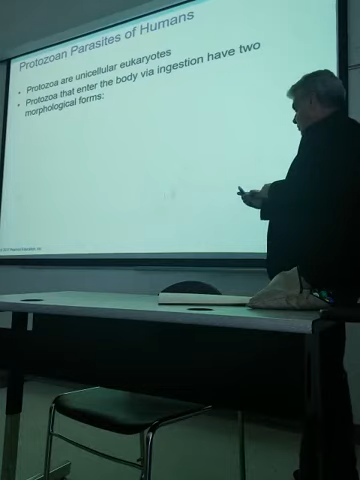 Protozoan Parasites of Humans
• Protozoa are unicellular eukaryotes
• Protozoa that enter the body via ingestion have two
morphological forms: